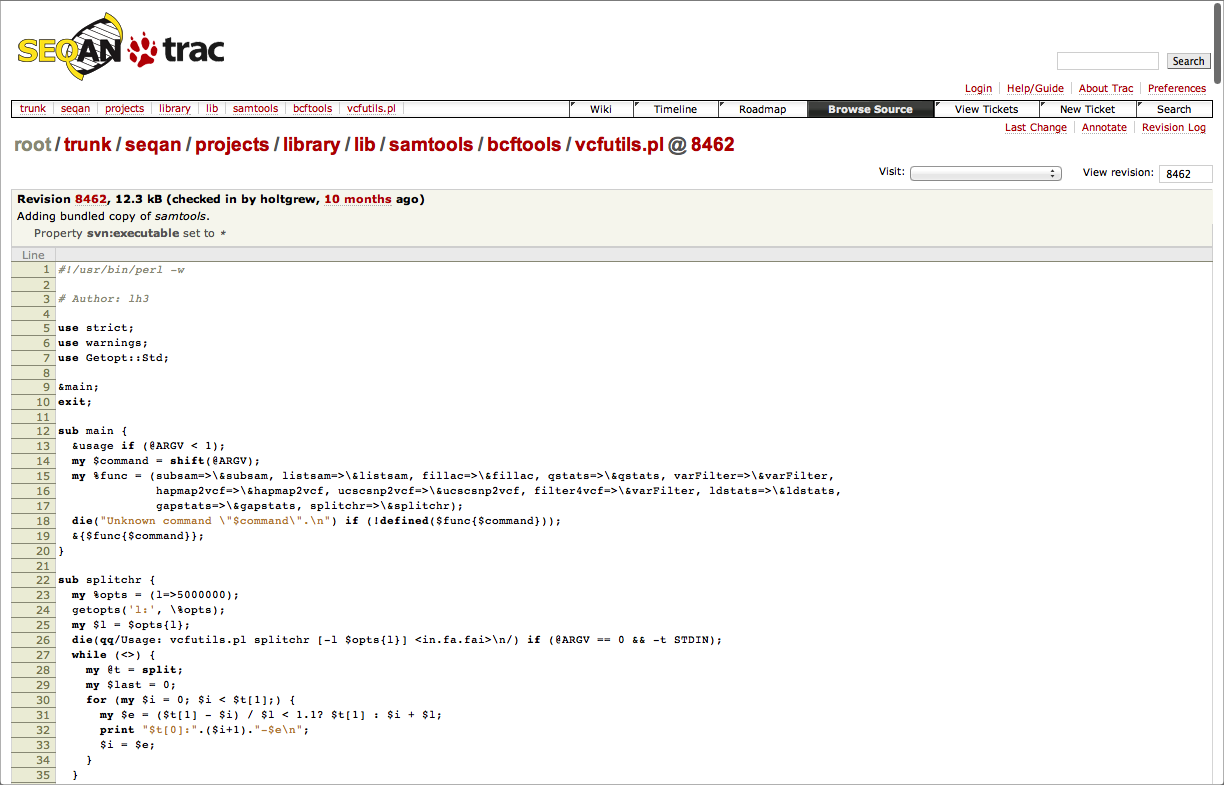 SEQAN trac
Search
Login Help/Guide About Trac Preferences
trunk seqan projects library lib samtools bcftools vcfutils.pl Wiki Timeline Roadmap Browse Source View Tickets New Ticket Search
Last Change Annotate Revision Log
root/trunk/seqan/projects/library/lib/samtools/bcftools/vcfutils.pl @ 8462
Visit: View revision: 8462
Revision 8462, 12.3 kB (checked in by holtgrew, 10 months ago)
Adding bundled copy of samtools.
Property svn:executable set to *
Line
1 #!/usr/bin/perl -w
2
3 # Author: lh3
4
5 use strict;
6 use warnings;
7 use Getopt::Std;
8
9 &main;
10 exit;
11
12 sub main {
13   &usage if (@ARGV < 1);
14   my $command = shift(@ARGV);
15   my %func = (subsam=>\&subsam, listsam=>\&listsam, fillac=>\&fillac, qstats=>\&qstats, varFilter=>\&varFilter,
16               hapmap2vcf=>\&hapmap2vcf, ucscsnp2vcf=>\&ucscsnp2vcf, filter4vcf=>\&varFilter, ldstats=>\&ldstats,
17               gapstats=>\&gapstats, splitchr=>\&splitchr);
18   die("Unknown command \"$command\".\n") if (!defined($func{$command}));
19   &{$func{$command}};
20 }
21
22 sub splitchr {
23   my %opts = (l=>5000000);
24   getopts('l:', \%opts);
25   my $l = $opts{l};
26   die(qq/Usage: vcfutils.pl splitchr [-l $opts{l}] <in.fa.fai>\n/) if (@ARGV == 0 && -t STDIN);
27   while (<>) {
28     my @t = split;
29     my $last = 0;
30     for (my $i = 0; $i < $t[1];) {
31       my $e = ($t[1] - $i) / $l < 1.1? $t[1] : $i + $l;
32       print "$t[0]:".($i+1)."-$e\n";
33       $i = $e;
34     }
35   }